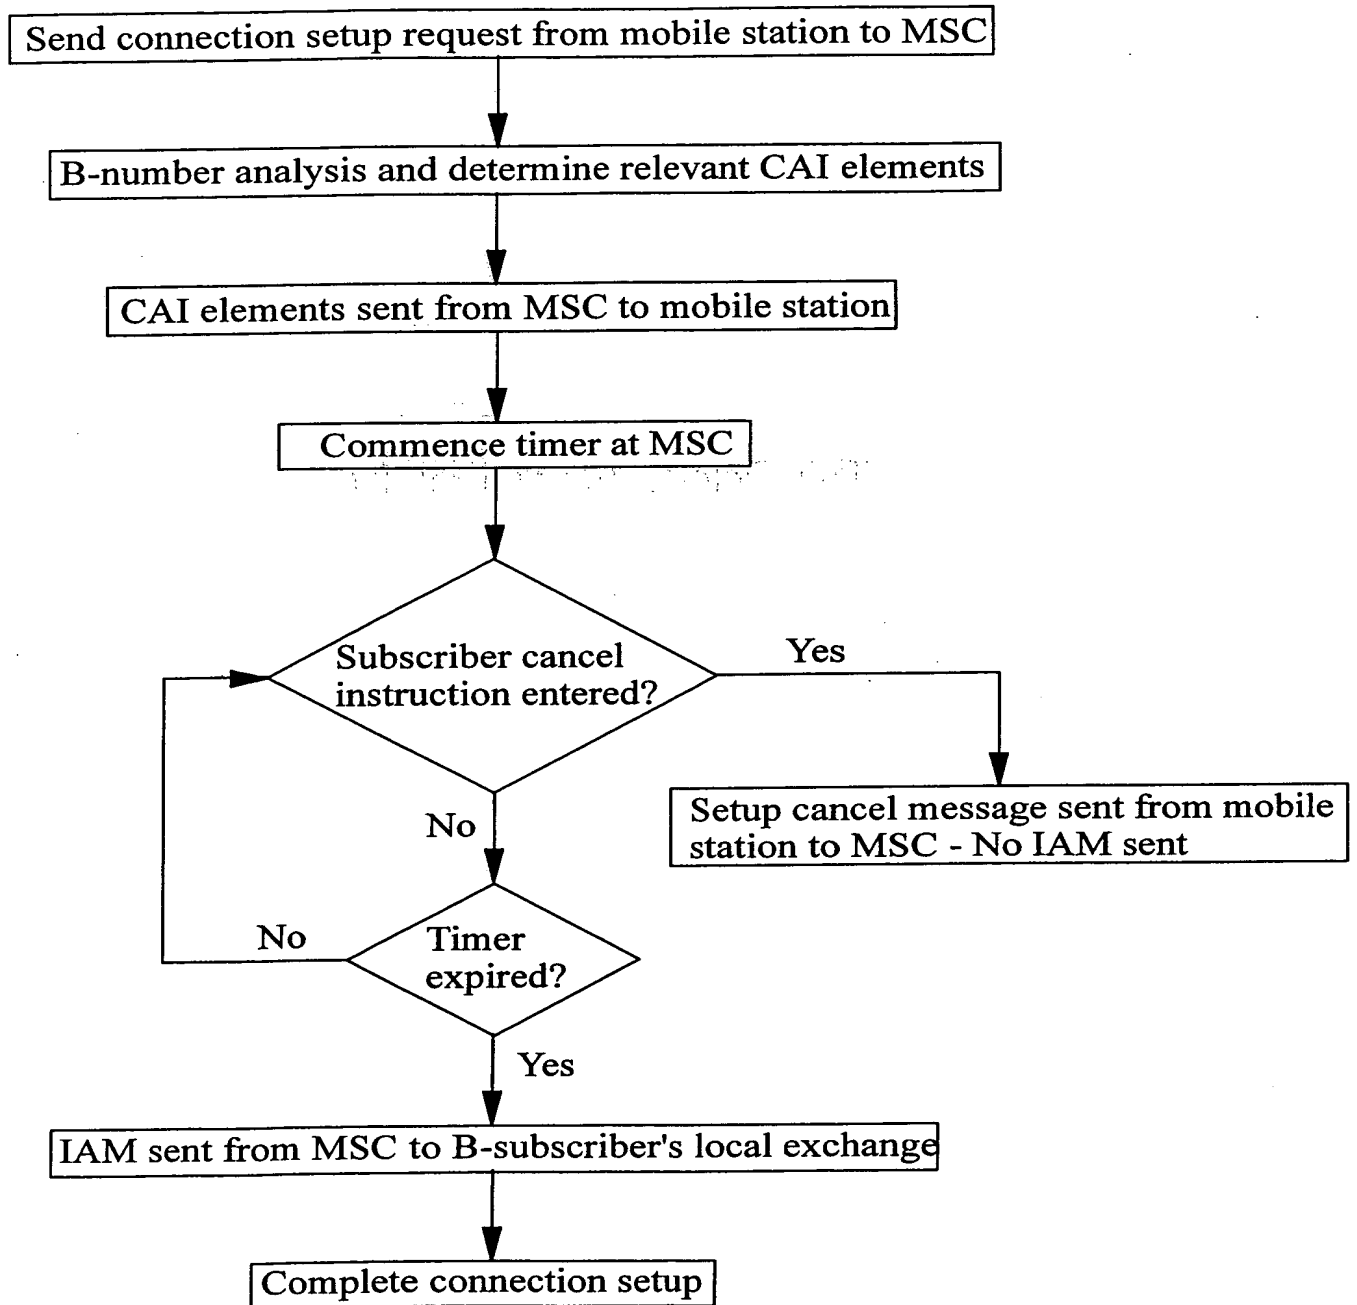 Send connection setup request from mobile station to MSC
B-number analysis and determine relevant CAI elements
CAI elements sent from MSC to mobile station
Commence timer at MSC
Subscriber cancel
instruction entered?
Yes
Setup cancel message sent from mobile
station to MSC - No IAM sent
No
Timer
expired?
No
Yes
IAM sent from MSC to B-subscriber's local exchange
Complete connection setup